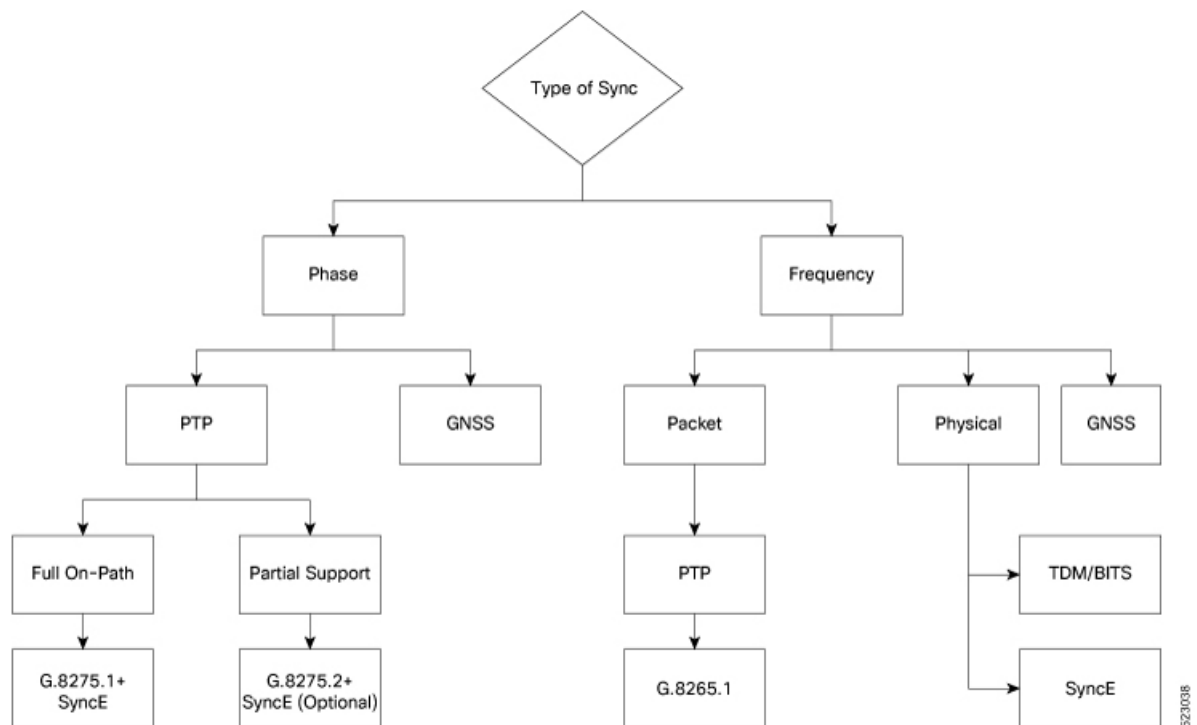 Type of Sync
Phase
Frequency
PTP
GNSS
Packet
Physical
GNSS
Full On-Path
Partial Support
PTP
TDM/BITS
G.8275.1+
SyncE
G.8275.2+
SyncE (Optional)
G.8265.1
SyncE